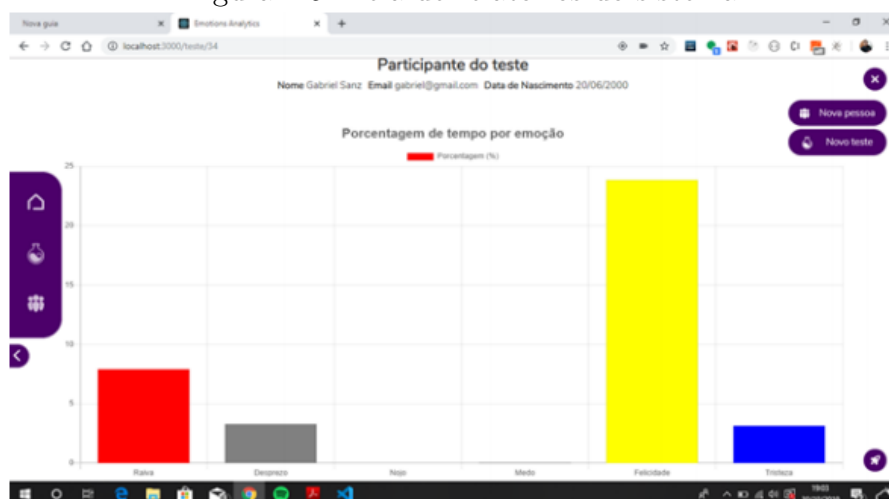 Nova guia
Emotions Analytics
localhost:3000/teste/34
Participante do teste
Nome Gabriel Sanz Email gabriel@gmail.com Data de Nascimento 20/06/2000
Nova pessoa
Novo teste
Porcentagem de tempo por emoção
Porcentagem (%)
25
20
15
10
5
0
Raiva Desprezo Nojo Medo Felicidade Tristeza
19:03